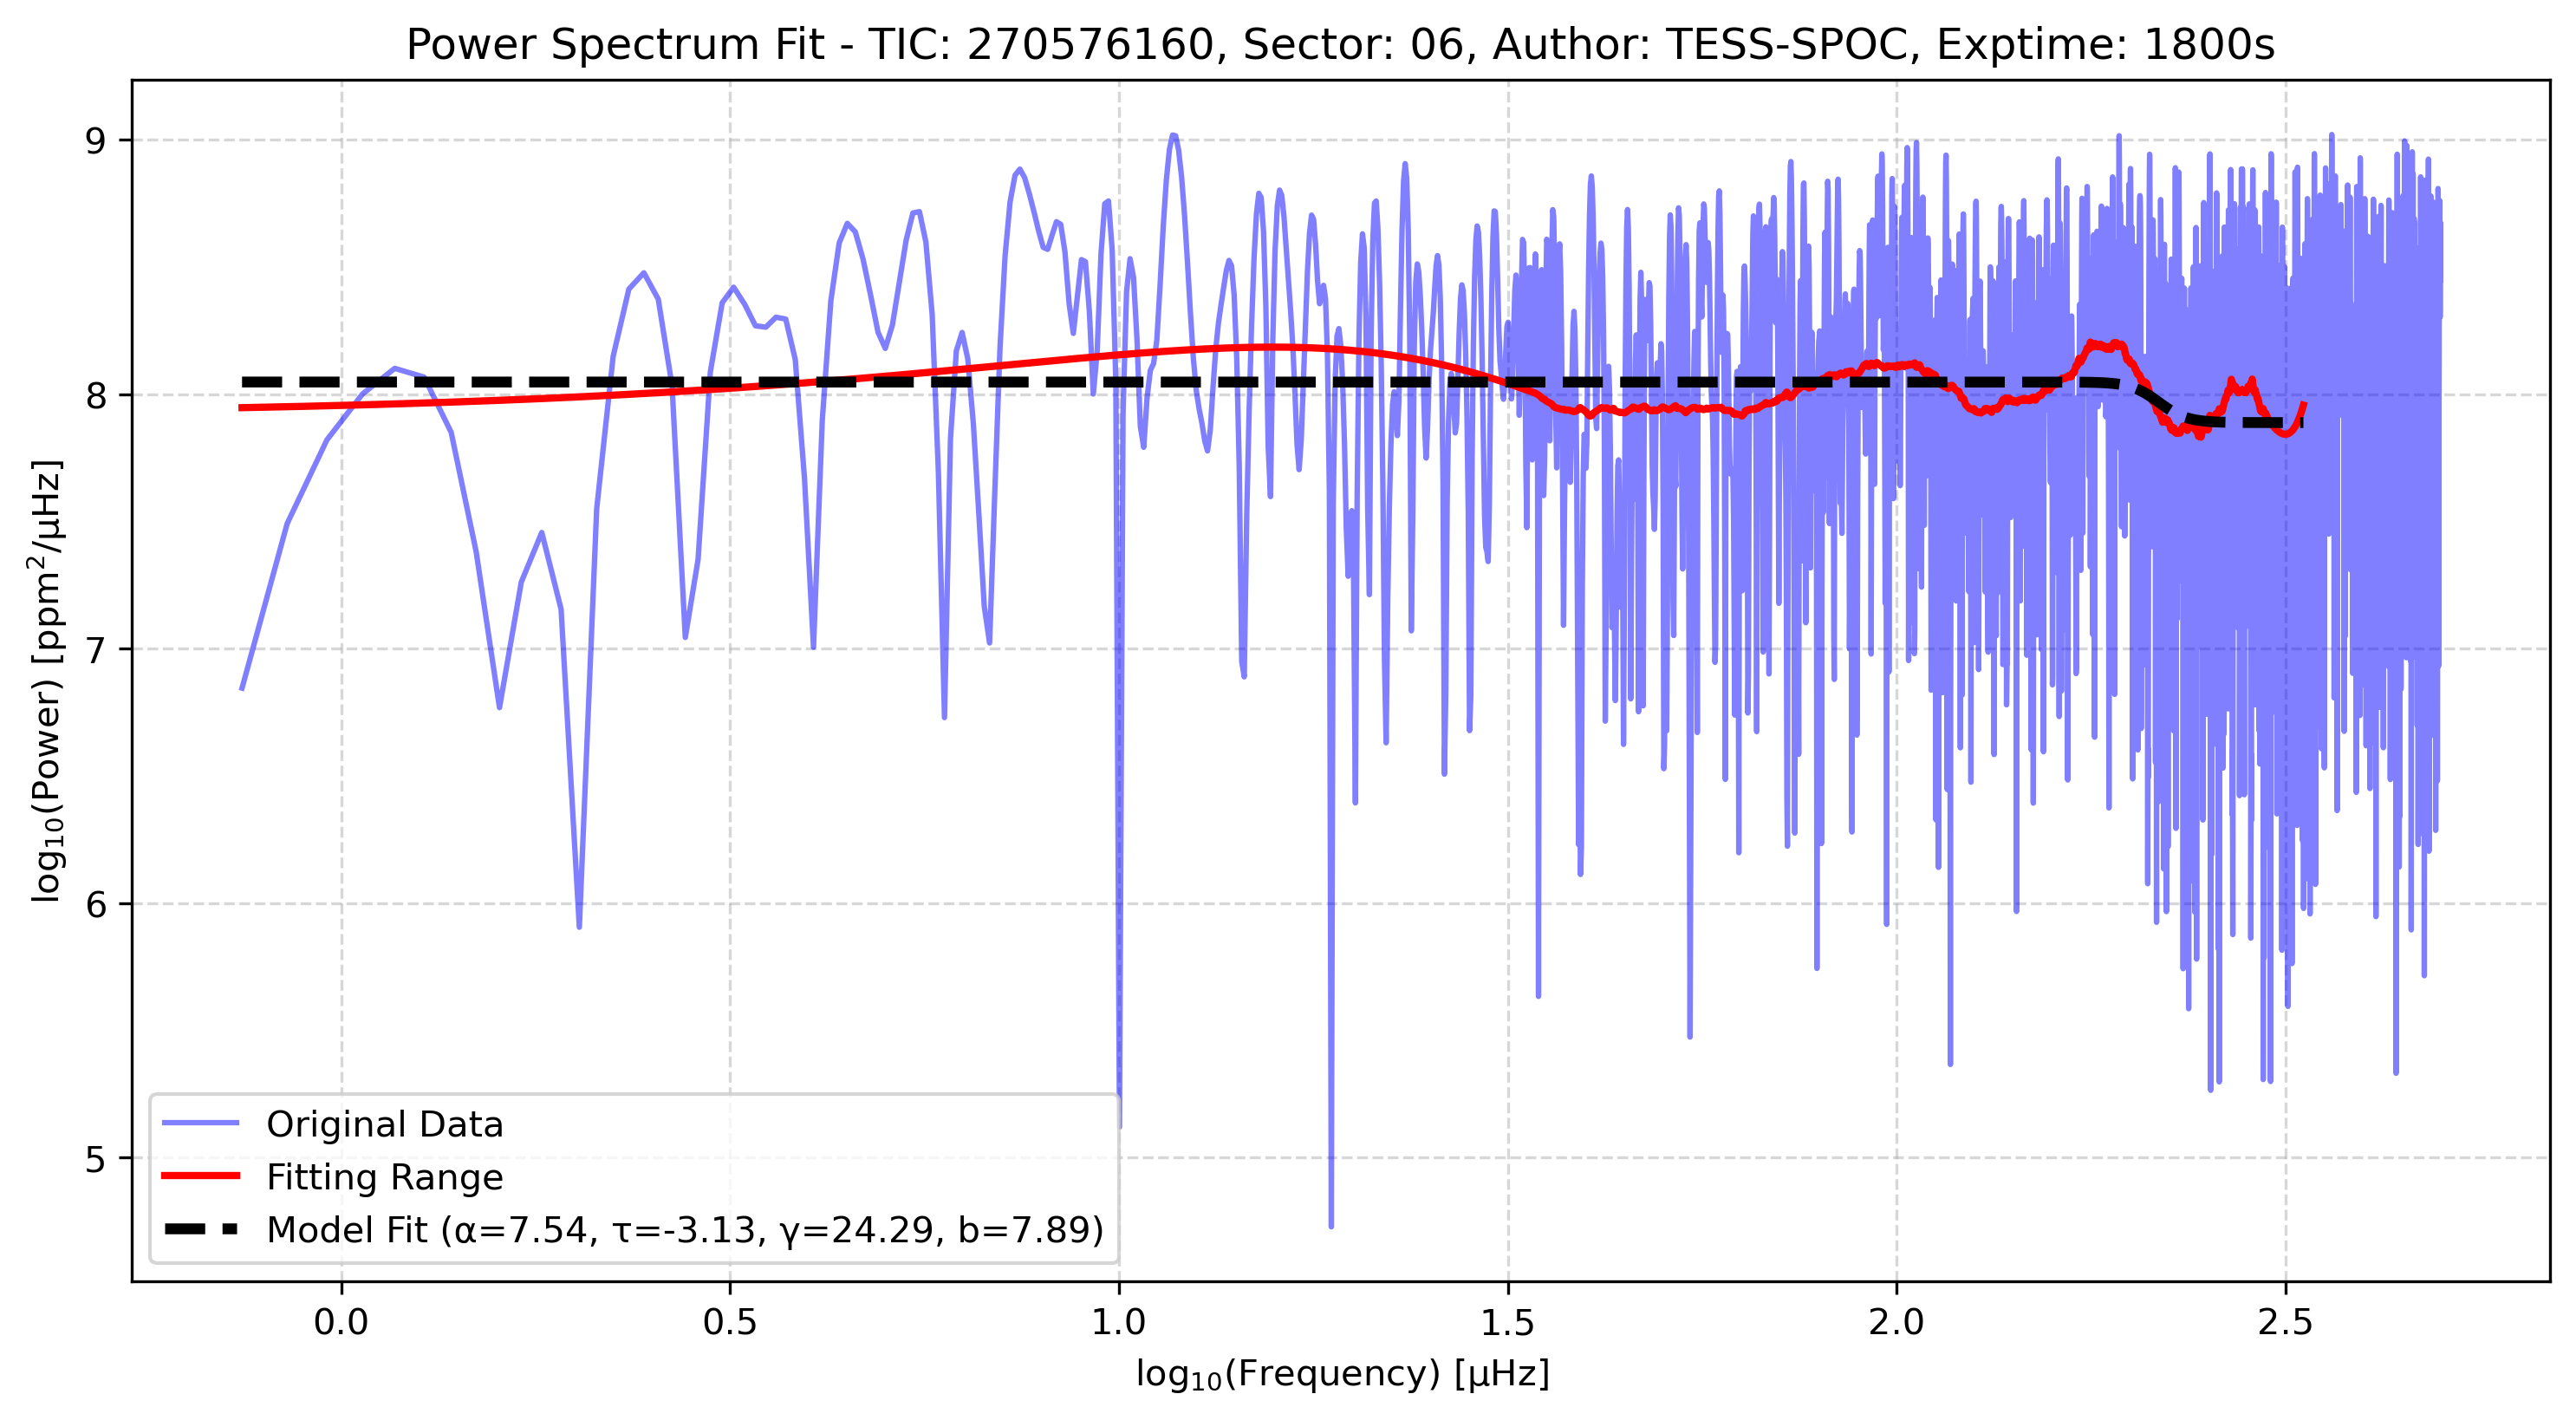 Power Spectrum Fit - TIC: 270576160, Sector: 06, Author: TESS-SPOC, Exptime: 1800s
log₁₀(Power) [ppm²/μHz]
9
8
7
6
5
Original Data
Fitting Range
Model Fit (α=7.54, τ=-3.13, γ=24.29, b=7.89)
0.0 0.5 1.0 1.5 2.0 2.5
log₁₀(Frequency) [μHz]